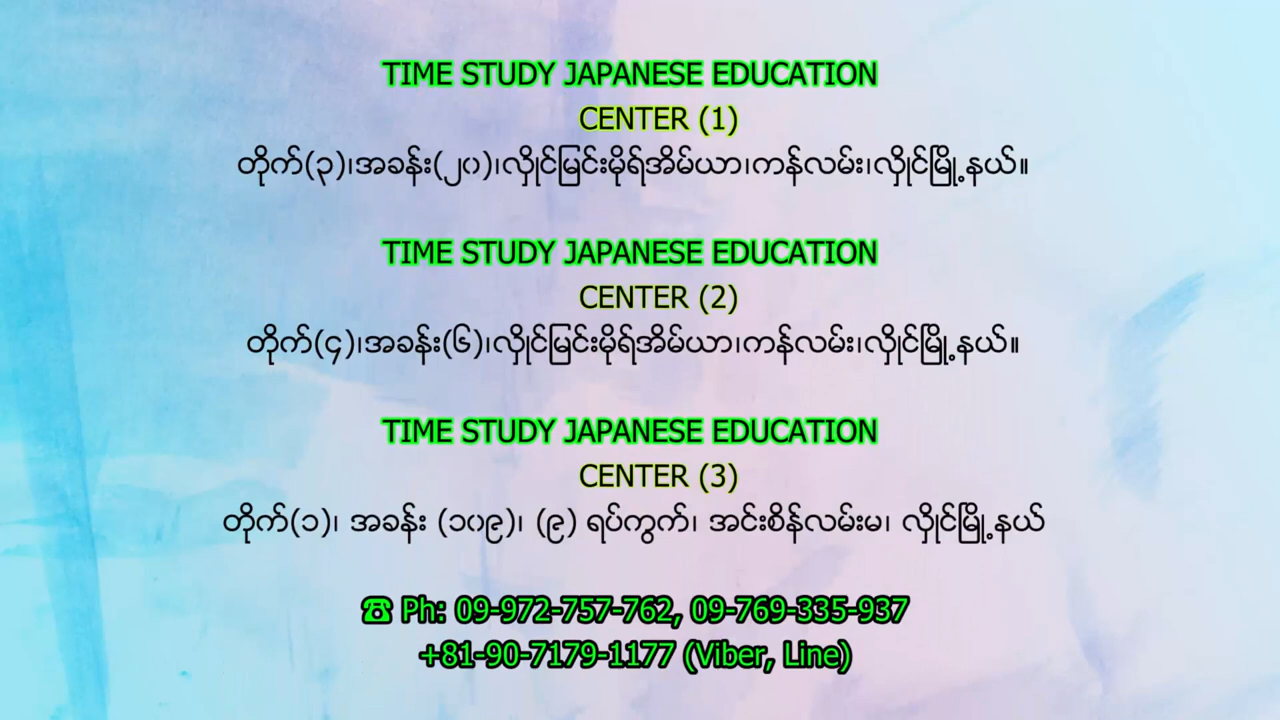 TIME STUDY JAPANESE EDUCATION
CENTER (1)
တိုက်(၃)၊အခန်း(၂၀)၊လှိုင်မြင်းမိုရ်အိမ်ယာ၊ကန်လမ်း၊လှိုင်မြို့နယ်။
TIME STUDY JAPANESE EDUCATION
CENTER (2)
တိုက်(၄)၊အခန်း(၆)၊လှိုင်မြင်းမိုရ်အိမ်ယာ၊ကန်လမ်း၊လှိုင်မြို့နယ်။
TIME STUDY JAPANESE EDUCATION
CENTER (3)
တိုက်(၁)၊ အခန်း (၁၀၉)၊ (၉) ရပ်ကွက်၊ အင်းစိန်လမ်းမ၊ လှိုင်မြို့နယ်
☎ Ph: 09-972-757-762, 09-769-335-937
+81-90-7179-1177 (Viber, Line)